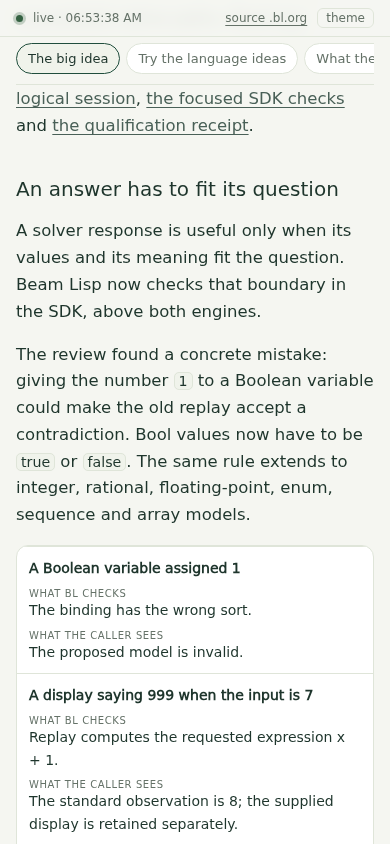 live · 06:53:38 AM
source .bl.org
theme
The big idea
Try the language ideas
What the
logical session, the focused SDK checks
and the qualification receipt.
An answer has to fit its question
A solver response is useful only when its
values and its meaning fit the question.
Beam Lisp now checks that boundary in
the SDK, above both engines.
The review found a concrete mistake:
giving the number 1 to a Boolean variable
could make the old replay accept a
contradiction. Bool values now have to be
true or false. The same rule extends to
integer, rational, floating-point, enum,
sequence and array models.
A Boolean variable assigned 1
WHAT BL CHECKS
The binding has the wrong sort.
WHAT THE CALLER SEES
The proposed model is invalid.
A display saying 999 when the input is 7
WHAT BL CHECKS
Replay computes the requested expression x
+ 1.
WHAT THE CALLER SEES
The standard observation is 8; the supplied
display is retained separately.